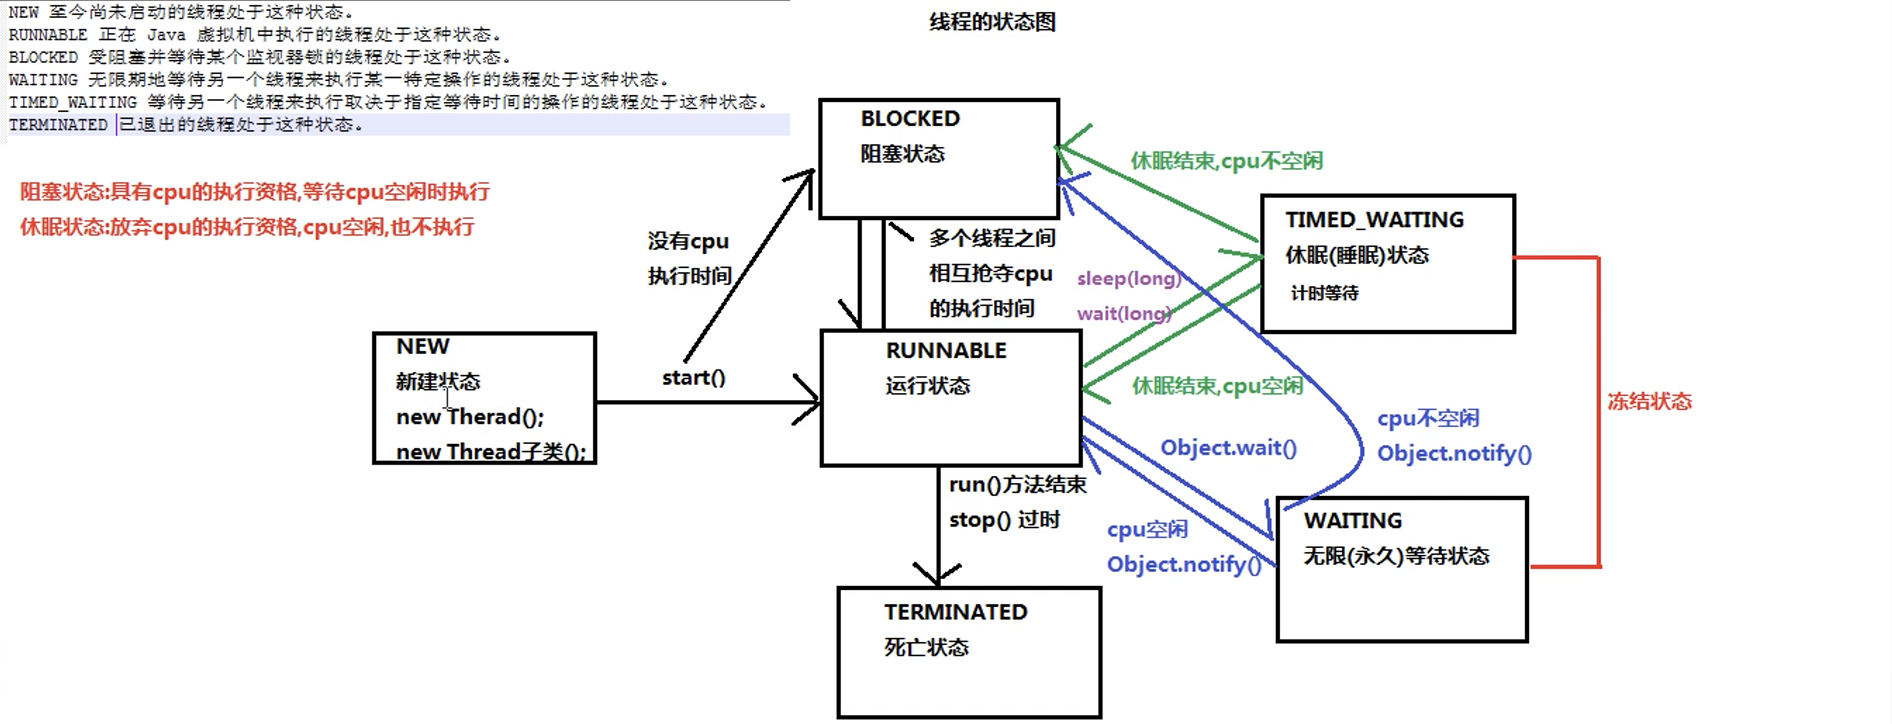 NEW 至今尚未启动的线程处于这种状态。
RUNNABLE 正在 Java 虚拟机中执行的线程处于这种状态。
BLOCKED 受阻塞并等待某个监视器锁的线程处于这种状态。
WAITING 无限期地等待另一个线程来执行某一特定操作的线程处于这种状态。
TIMED_WAITING 等待另一个线程来执行取决于指定等待时间的操作的线程处于这种状态。
TERMINATED 已退出的线程处于这种状态。
线程的状态图
阻塞状态:具有cpu的执行资格,等待cpu空闲时执行
休眠状态:放弃cpu的执行资格,cpu空闲,也不执行
BLOCKED
阻塞状态
休眠结束,cpu不空闲
TIMED_WAITING
休眠(睡眠)状态
计时等待
没有cpu
执行时间
多个线程之间
相互抢夺cpu
的执行时间
sleep(long)
wait(long)
NEW
新建状态
new Therad();
new Thread子类();
start()
RUNNABLE
运行状态
休眠结束,cpu空闲
冻结状态
cpu不空闲
Object.notify()
Object.wait()
run()方法结束
stop() 过时
cpu空闲
Object.notify()
WAITING
无限(永久)等待状态
TERMINATED
死亡状态